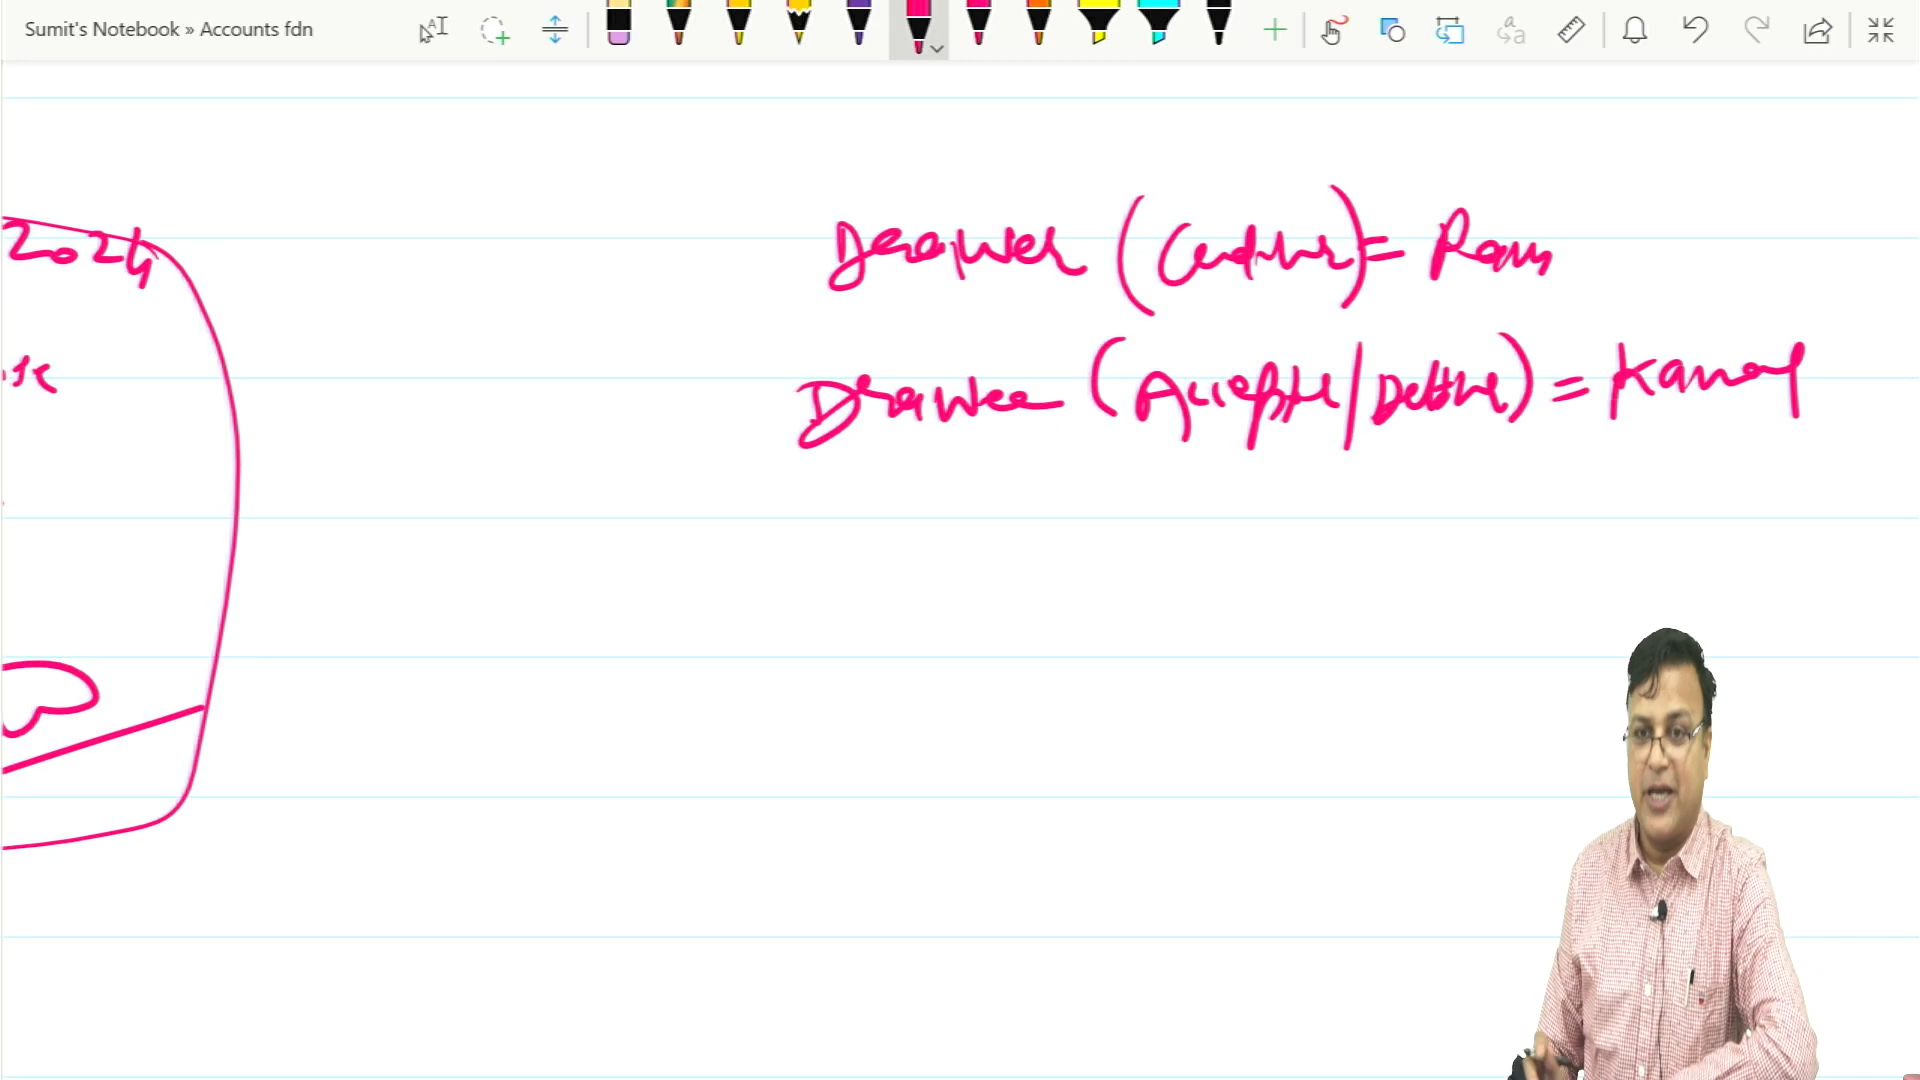 Sumit's Notebook » Accounts fdn
2024
Drawer (Creditor) = Ram
Drawee (Acceptor/Debtor) = Kamal